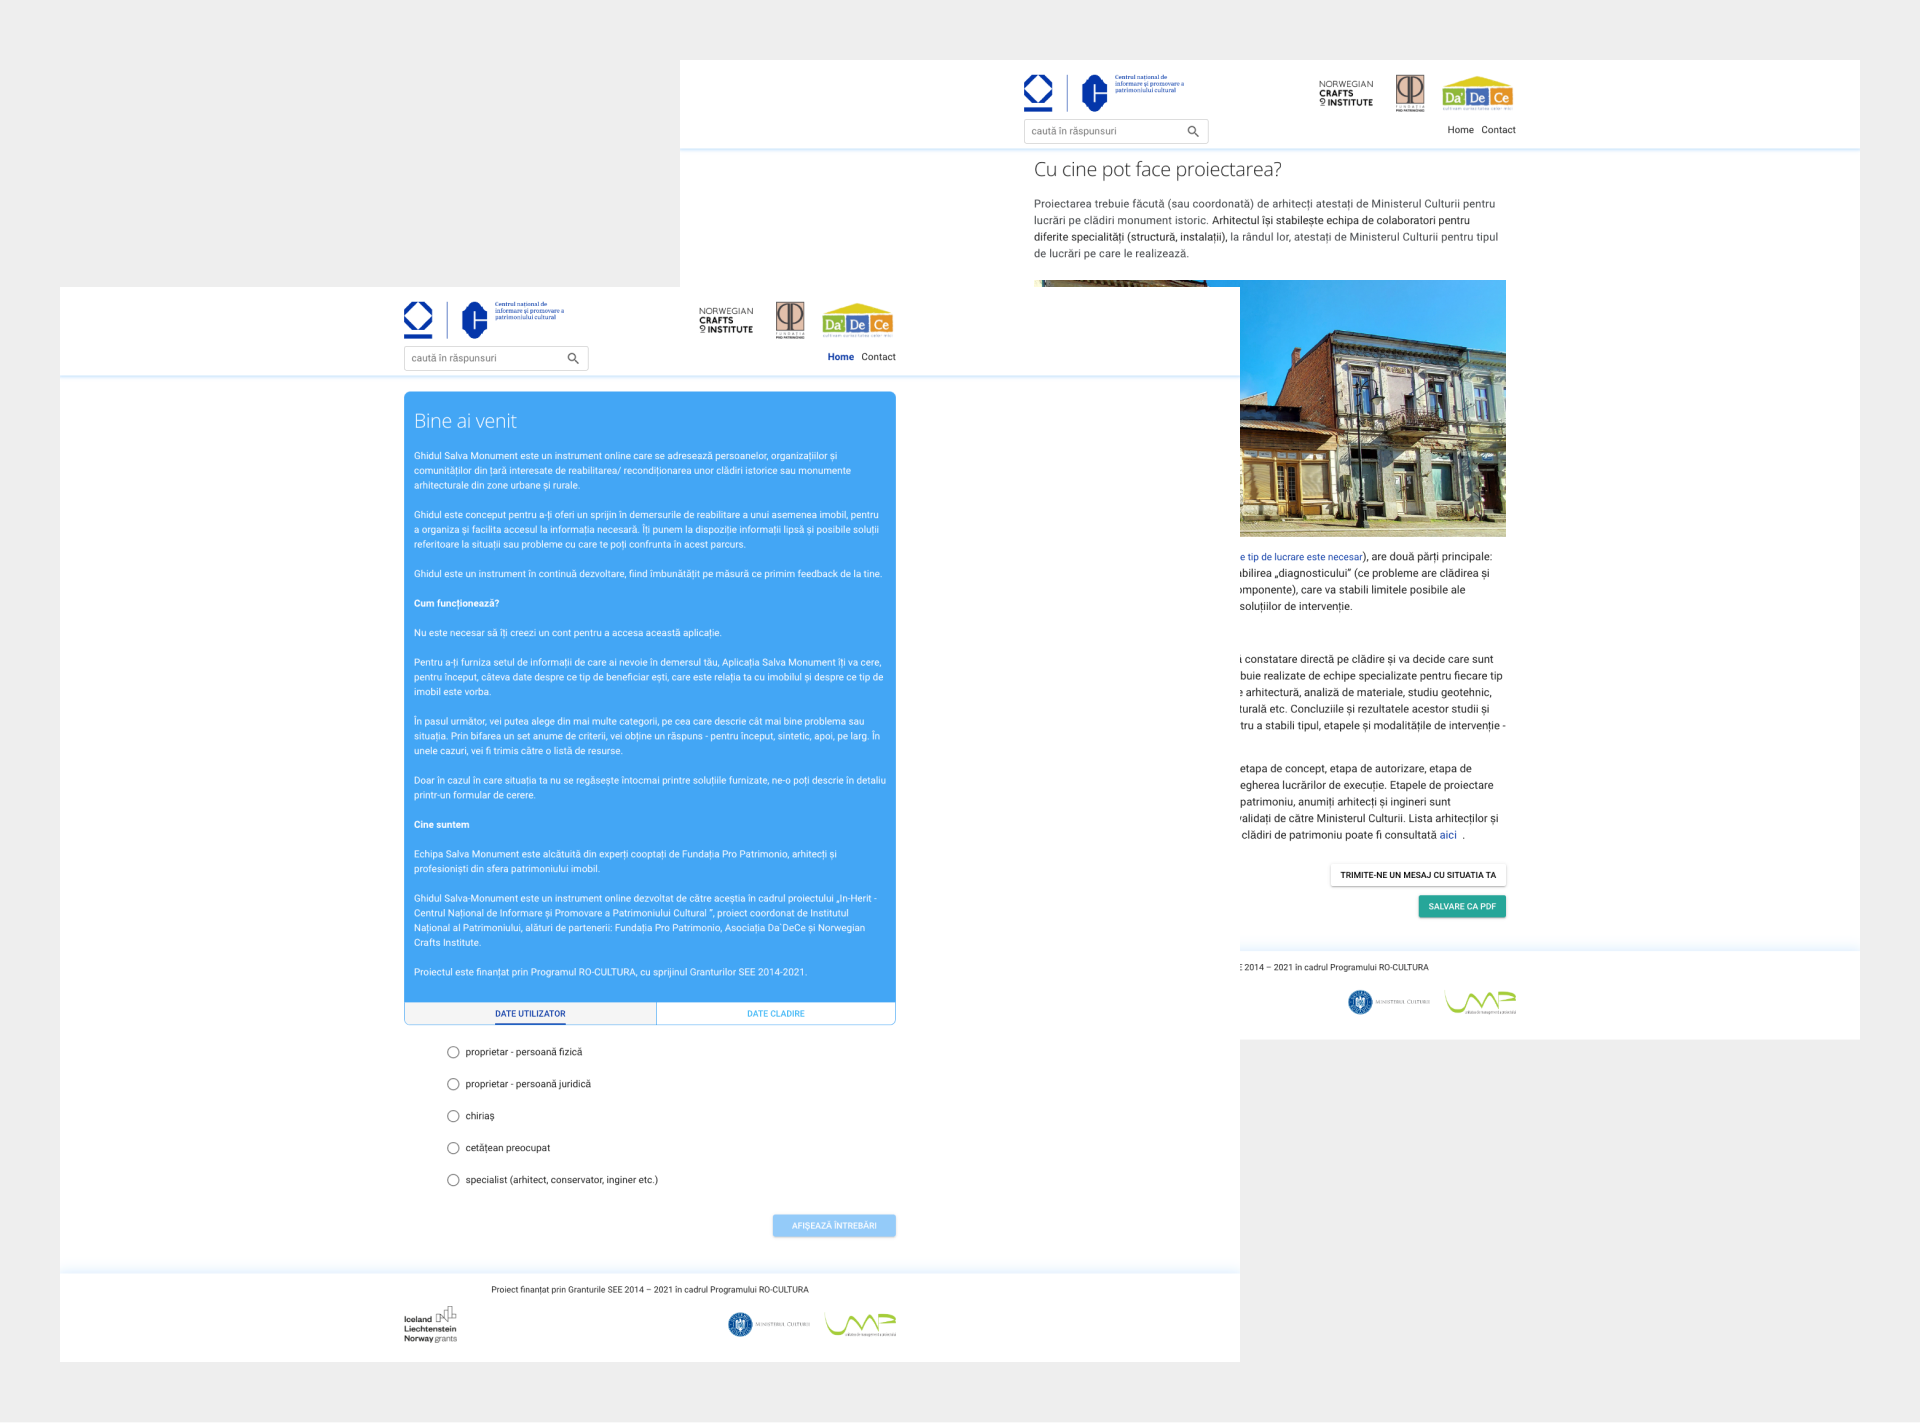 Centrul național de
informare și promovare a
patrimoniului cultural
NORWEGIAN
CRAFTS
INSTITUTE
FUNDAȚIA
PRO PATRIMONIO
Da' De Ce
caută în răspunsuri
Home Contact
Cu cine pot face proiectarea?
Proiectarea trebuie făcută (sau coordonată) de arhitecți atestați de Ministerul Culturii pentru
lucrări pe clădiri monument istoric. Arhitectul își stabilește echipa de colaboratori pentru
diferite specialități (structură, instalații), la rândul lor, atestați de Ministerul Culturii pentru tipul
de lucrări pe care le realizează.
e tip de lucrare este necesar), are două părți principale:
abilirea „diagnosticului” (ce probleme are clădirea și
omponente), care va stabili limitele posibile ale
soluțiilor de intervenție.
ă constatare directă pe clădire și va decide care sunt
buie realizate de echipe specializate pentru fiecare tip
e arhitectură, analiză de materiale, studiu geotehnic,
turală etc. Concluziile și rezultatele acestor studii și
tru a stabili tipul, etapele și modalitățile de intervenție -
etapa de concept, etapa de autorizare, etapa de
egherea lucrărilor de execuție. Etapele de proiectare
patrimoniu, anumiți arhitecți și ingineri sunt
validați de către Ministerul Culturii. Lista arhitecților și
clădiri de patrimoniu poate fi consultată aici .
TRIMITE-NE UN MESAJ CU SITUATIA TA
SALVARE CA PDF
E 2014 – 2021 în cadrul Programului RO-CULTURA
MINISTERUL CULTURII
Centrul național de
informare și promovare a
patrimoniului cultural
NORWEGIAN
CRAFTS
INSTITUTE
FUNDAȚIA
PRO PATRIMONIO
Da' De Ce
caută în răspunsuri
Home Contact
Bine ai venit
Ghidul Salva Monument este un instrument online care se adresează persoanelor, organizațiilor și
comunităților din țară interesate de reabilitarea/ recondiționarea unor clădiri istorice sau monumente
arhitecturale din zone urbane și rurale.
Ghidul este conceput pentru a-ți oferi un sprijin în demersurile de reabilitare a unui asemenea imobil, pentru
a organiza și facilita accesul la informația necesară. Îți punem la dispoziție informații lipsă și posibile soluții
referitoare la situații sau probleme cu care te poți confrunta în acest parcurs.
Ghidul este un instrument în continuă dezvoltare, fiind îmbunătățit pe măsură ce primim feedback de la tine.
Cum funcționează?
Nu este necesar să îți creezi un cont pentru a accesa această aplicație.
Pentru a-ți furniza setul de informații de care ai nevoie în demersul tău, Aplicația Salva Monument îți va cere,
pentru început, câteva date despre ce tip de beneficiar ești, care este relația ta cu imobilul și despre ce tip de
imobil este vorba.
În pasul următor, vei putea alege din mai multe categorii, pe cea care descrie cât mai bine problema sau
situația. Prin bifarea un set anume de criterii, vei obține un răspuns - pentru început, sintetic, apoi, pe larg. În
unele cazuri, vei fi trimis către o listă de resurse.
Doar în cazul în care situația ta nu se regăsește întocmai printre soluțiile furnizate, ne-o poți descrie în detaliu
printr-un formular de cerere.
Cine suntem
Echipa Salva Monument este alcătuită din experți cooptați de Fundația Pro Patrimonio, arhitecți și
profesioniști din sfera patrimoniului imobil.
Ghidul Salva-Monument este un instrument online dezvoltat de către aceștia în cadrul proiectului „In-Herit -
Centrul Național de Informare și Promovare a Patrimoniului Cultural ”, proiect coordonat de Institutul
Național al Patrimoniului, alături de partenerii: Fundația Pro Patrimonio, Asociația Da`DeCe și Norwegian
Crafts Institute.
Proiectul este finanțat prin Programul RO-CULTURA, cu sprijinul Granturilor SEE 2014-2021.
DATE UTILIZATOR DATE CLADIRE
proprietar - persoană fizică
proprietar - persoană juridică
chiriaș
cetățean preocupat
specialist (arhitect, conservator, inginer etc.)
AFIȘEAZĂ ÎNTREBĂRI
Proiect finanțat prin Granturile SEE 2014 – 2021 în cadrul Programului RO-CULTURA
Iceland
Liechtenstein
Norway grants
MINISTERUL CULTURII